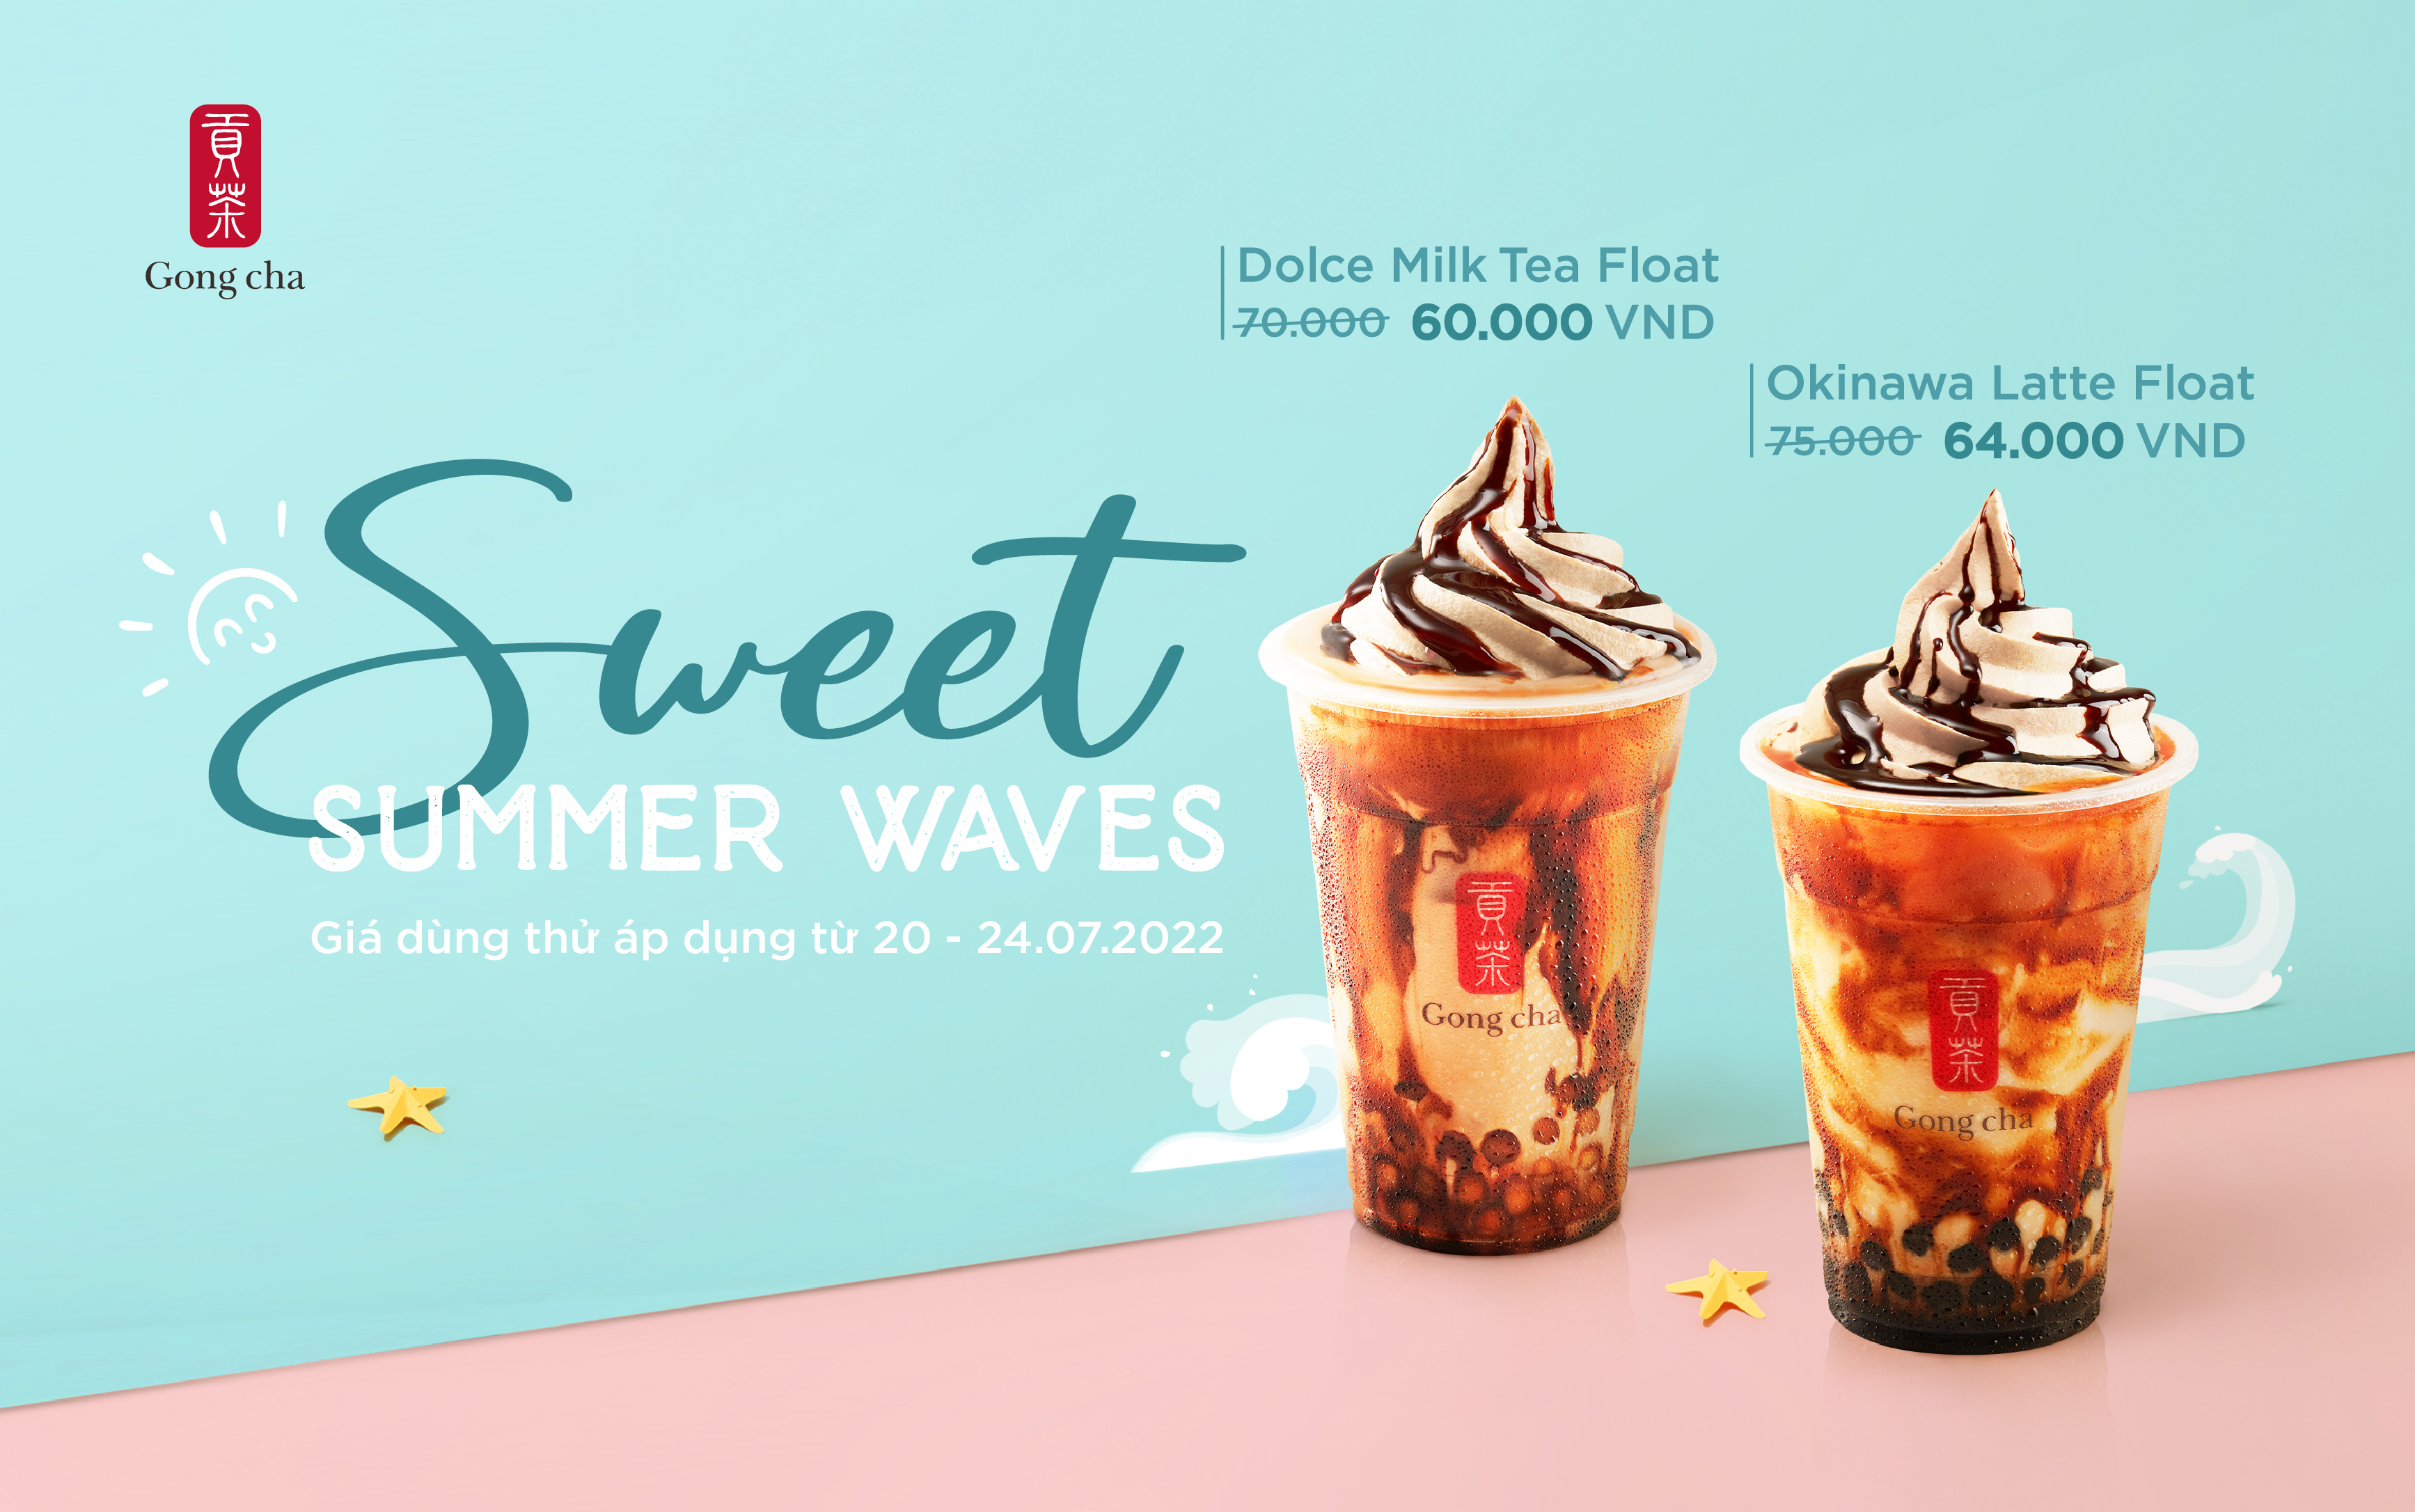 貢茶
Gong cha
Dolce Milk Tea Float
70.000 60.000 VND
Okinawa Latte Float
75.000 64.000 VND
Sweet
SUMMER WAVES
Giá dùng thử áp dụng từ 20 - 24.07.2022
貢茶
Gong cha
貢茶
Gong cha